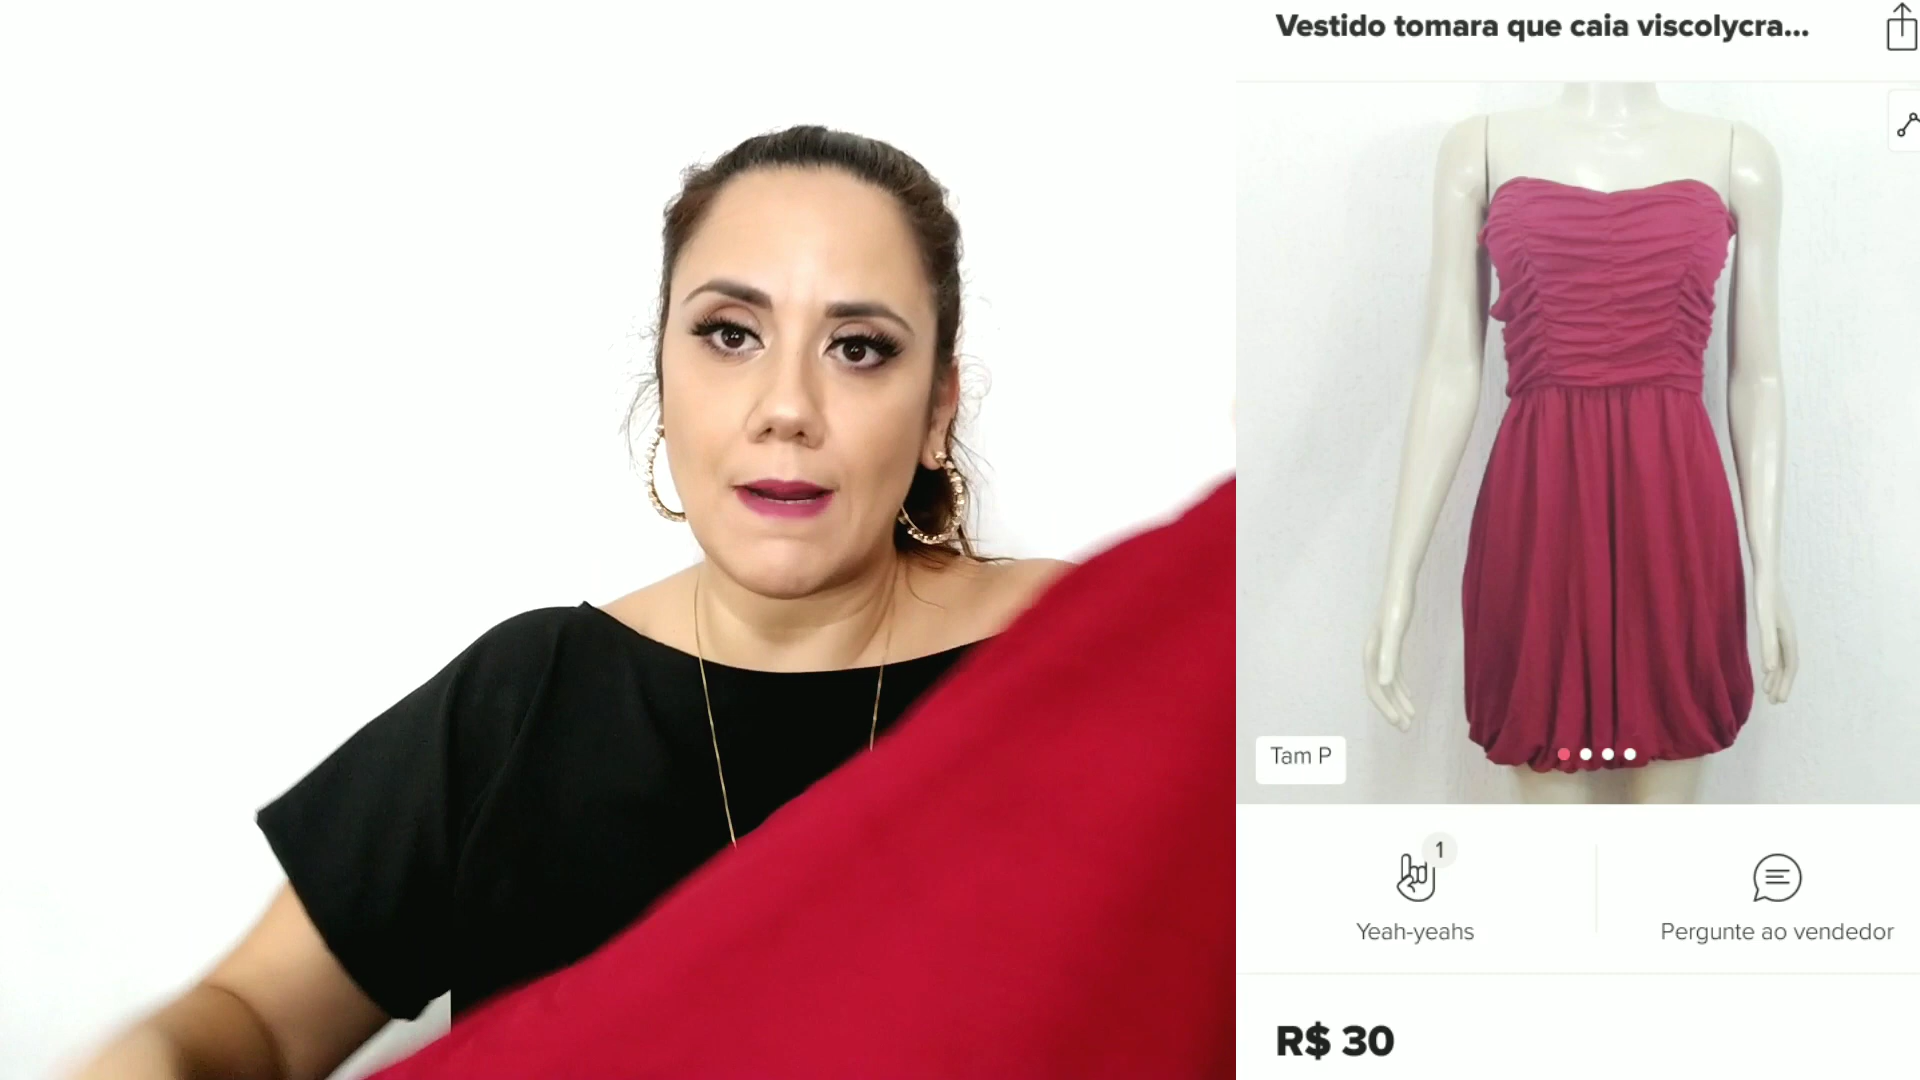 Vestido tomara que caia viscolycra...
Tam P
1
Yeah-yeahs
Pergunte ao vendedor
R$ 30